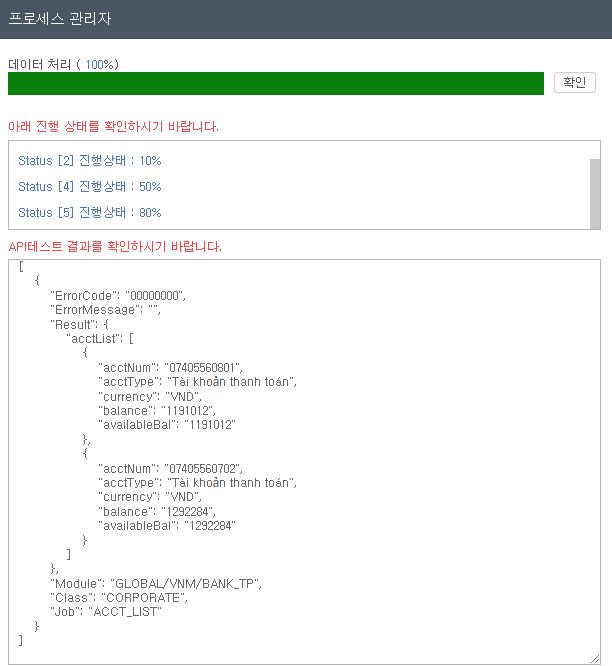 프로세스 관리자
데이터 처리 ( 100%)
확인
아래 진행 상태를 확인하시기 바랍니다.
Status [2] 진행상태 : 10%
Status [4] 진행상태 : 50%
Status [5] 진행상태 : 80%
API테스트 결과를 확인하시기 바랍니다.
[
{
"ErrorCode": "00000000",
"ErrorMessage": "",
"Result": {
"acctList": [
{
"acctNum": "07405560801",
"acctType": "Tài khoản thanh toán",
"currency": "VND",
"balance": "1191012",
"availableBal": "1191012"
},
{
"acctNum": "07405560702",
"acctType": "Tài khoản thanh toán",
"currency": "VND",
"balance": "1292284",
"availableBal": "1292284"
}
]
},
"Module": "GLOBAL/VNM/BANK_TP",
"Class": "CORPORATE",
"Job": "ACCT_LIST"
}
]